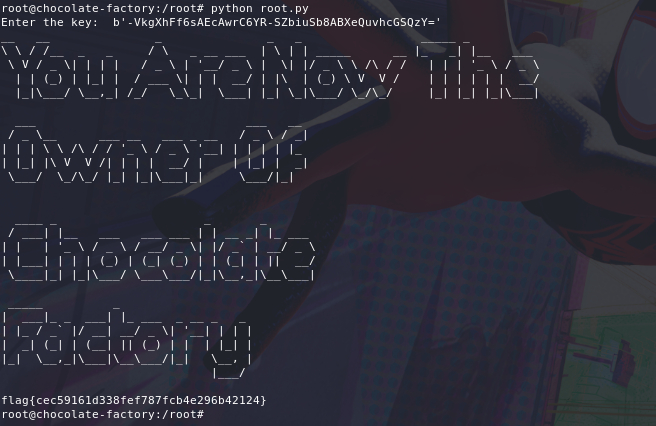 root@chocolate-factory:/root# python root.py
Enter the key:  b'-VkgXhFf6sAEcAwrC6YR-SZbiuSb8ABXeQuvhcGSQzY='
You Are Now The
Owner Of
Chocolate
Factory
flag{cec59161d338fef787fcb4e296b42124}
root@chocolate-factory:/root#